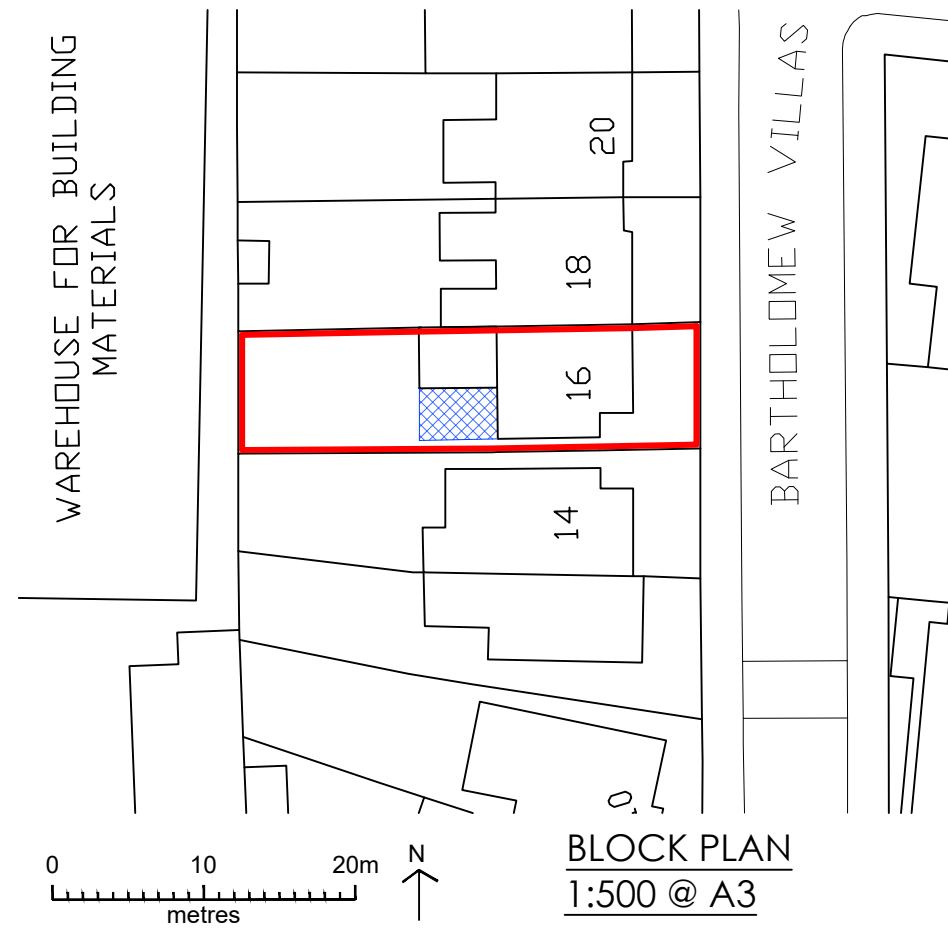 WAREHOUSE FOR BUILDING
MATERIALS
20
18
16
14
BARTHOLOMEW VILLAS
0 10 20m
metres
N
BLOCK PLAN
1:500 @ A3